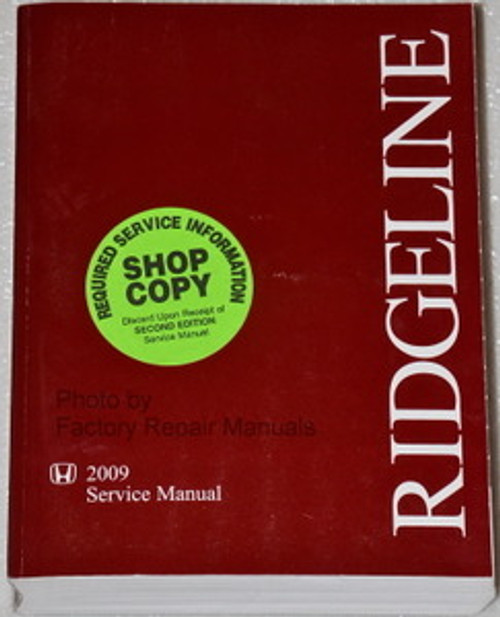 RIDGELINE
REQUIRED SERVICE INFORMATION
SHOP
COPY
Discard Upon Receipt of
SECOND EDITION
Service Manual
Photo by
Factory Repair Manuals
2009
Service Manual